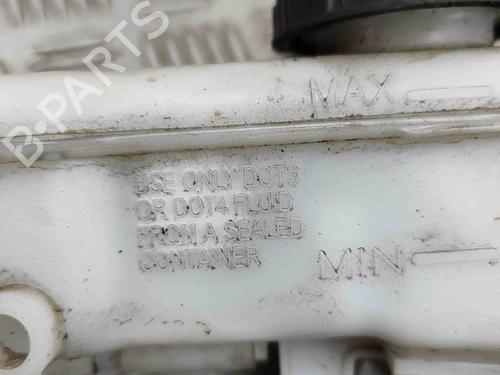 B-PARTS
MAX
USE ONLY DOT3
OR DOT4 FLUID
FROM A SEALED
CONTAINER
MIN